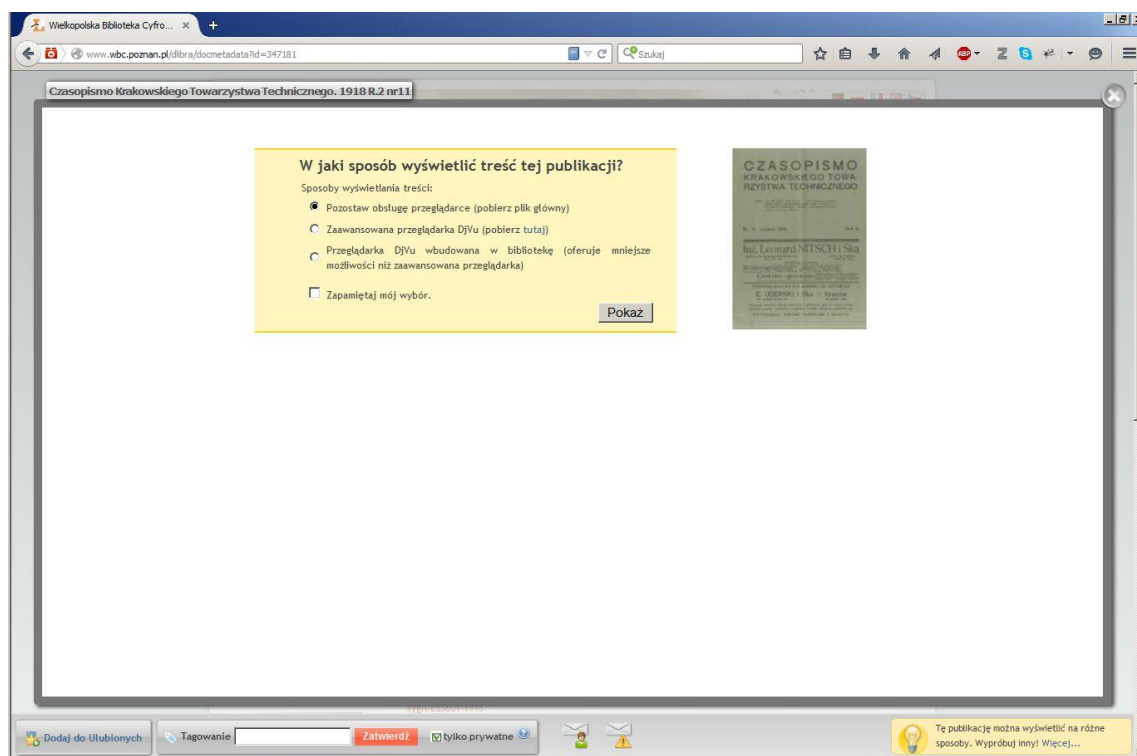 Wielkopolska Biblioteka Cyfro...
www.wbc.poznan.pl/dlibra/docmetadata?id=347181
Szukaj
ABP
Czasopismo Krakowskiego Towarzystwa Technicznego. 1918 R.2 nr11
W jaki sposób wyświetlić treść tej publikacji?
Sposoby wyświetlania treści:
Pozostaw obsługę przeglądarce (pobierz plik główny)
Zaawansowana przeglądarka DjVu (pobierz tutaj)
Przeglądarka DjVu wbudowana w bibliotekę (oferuje mniejsze
możliwości niż zaawansowana przeglądarka)
Zapamiętaj mój wybór.
Pokaż
CZASOPISMO
KRAKOWSKIEGO TOWA-
RZYSTWA TECHNICZNEGO
Inż. Leonard NITSCH i Ska
Dodaj do Ulubionych
Tagowanie
Zatwierdź
tylko prywatne
Tę publikację można wyświetlić na różne
sposoby. Wypróbuj inny! Więcej...